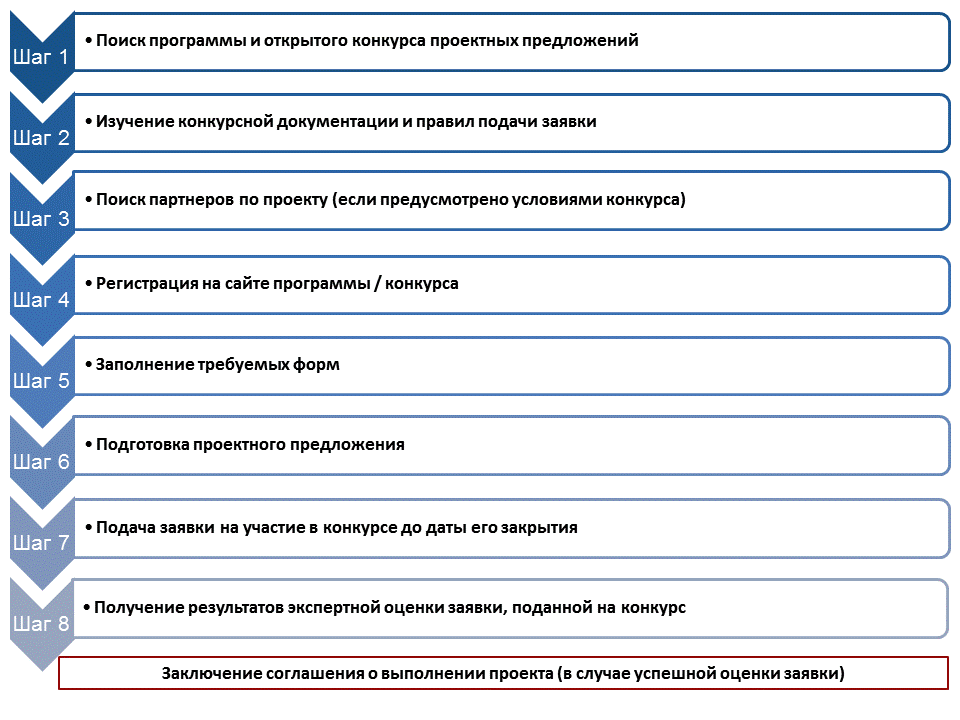 Шаг 1
• Поиск программы и открытого конкурса проектных предложений
Шаг 2
• Изучение конкурсной документации и правил подачи заявки
Шаг 3
• Поиск партнеров по проекту (если предусмотрено условиями конкурса)
Шаг 4
• Регистрация на сайте программы / конкурса
Шаг 5
• Заполнение требуемых форм
Шаг 6
• Подготовка проектного предложения
Шаг 7
• Подача заявки на участие в конкурсе до даты его закрытия
Шаг 8
• Получение результатов экспертной оценки заявки, поданной на конкурс
Заключение соглашения о выполнении проекта (в случае успешной оценки заявки)